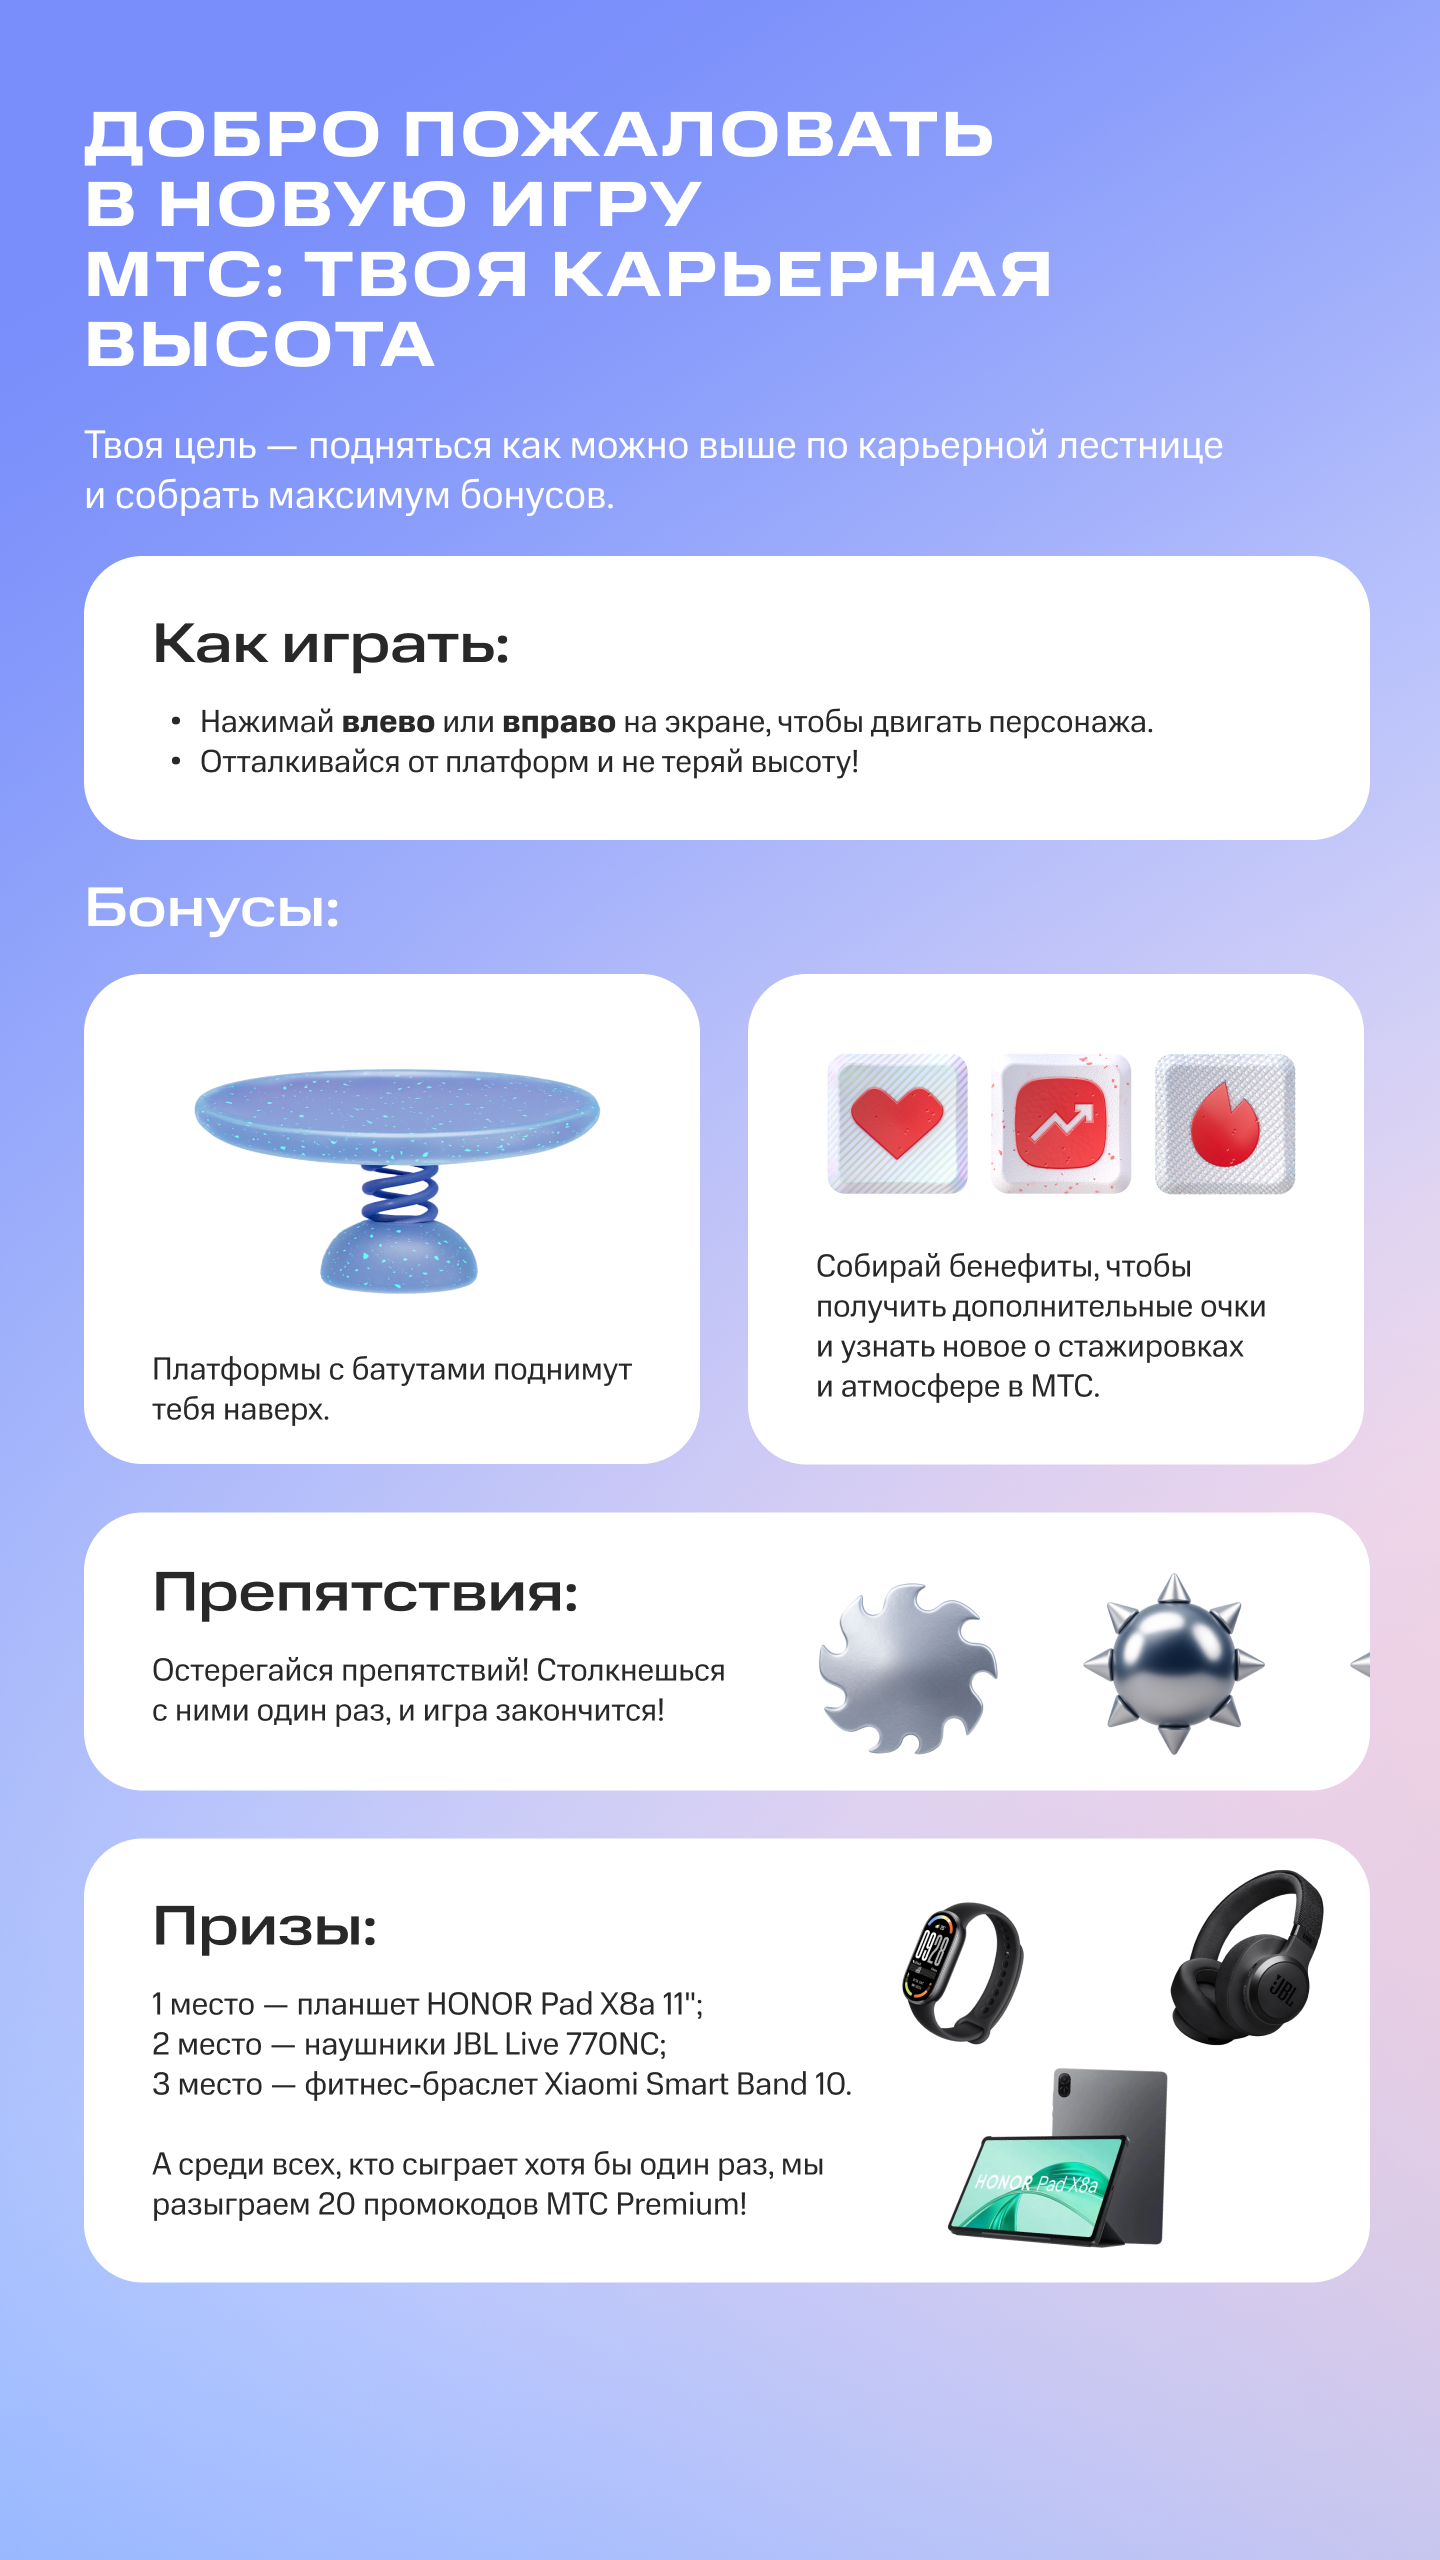 ДОБРО ПОЖАЛОВАТЬ
В НОВУЮ ИГРУ
МТС: ТВОЯ КАРЬЕРНАЯ
ВЫСОТА
Твоя цель — подняться как можно выше по карьерной лестнице
и собрать максимум бонусов.
Как играть:
• Нажимай влево или вправо на экране, чтобы двигать персонажа.
• Отталкивайся от платформ и не теряй высоту!
Бонусы:
Платформы с батутами поднимут
тебя наверх.
Собирай бенефиты, чтобы
получить дополнительные очки
и узнать новое о стажировках
и атмосфере в МТС.
Препятствия:
Остерегайся препятствий! Столкнешься
с ними один раз, и игра закончится!
Призы:
1 место — планшет HONOR Pad X8a 11";
2 место — наушники JBL Live 770NC;
3 место — фитнес-браслет Xiaomi Smart Band 10.
А среди всех, кто сыграет хотя бы один раз, мы
разыграем 20 промокодов МТС Premium!
0928
JBL
HONOR Pad X8a